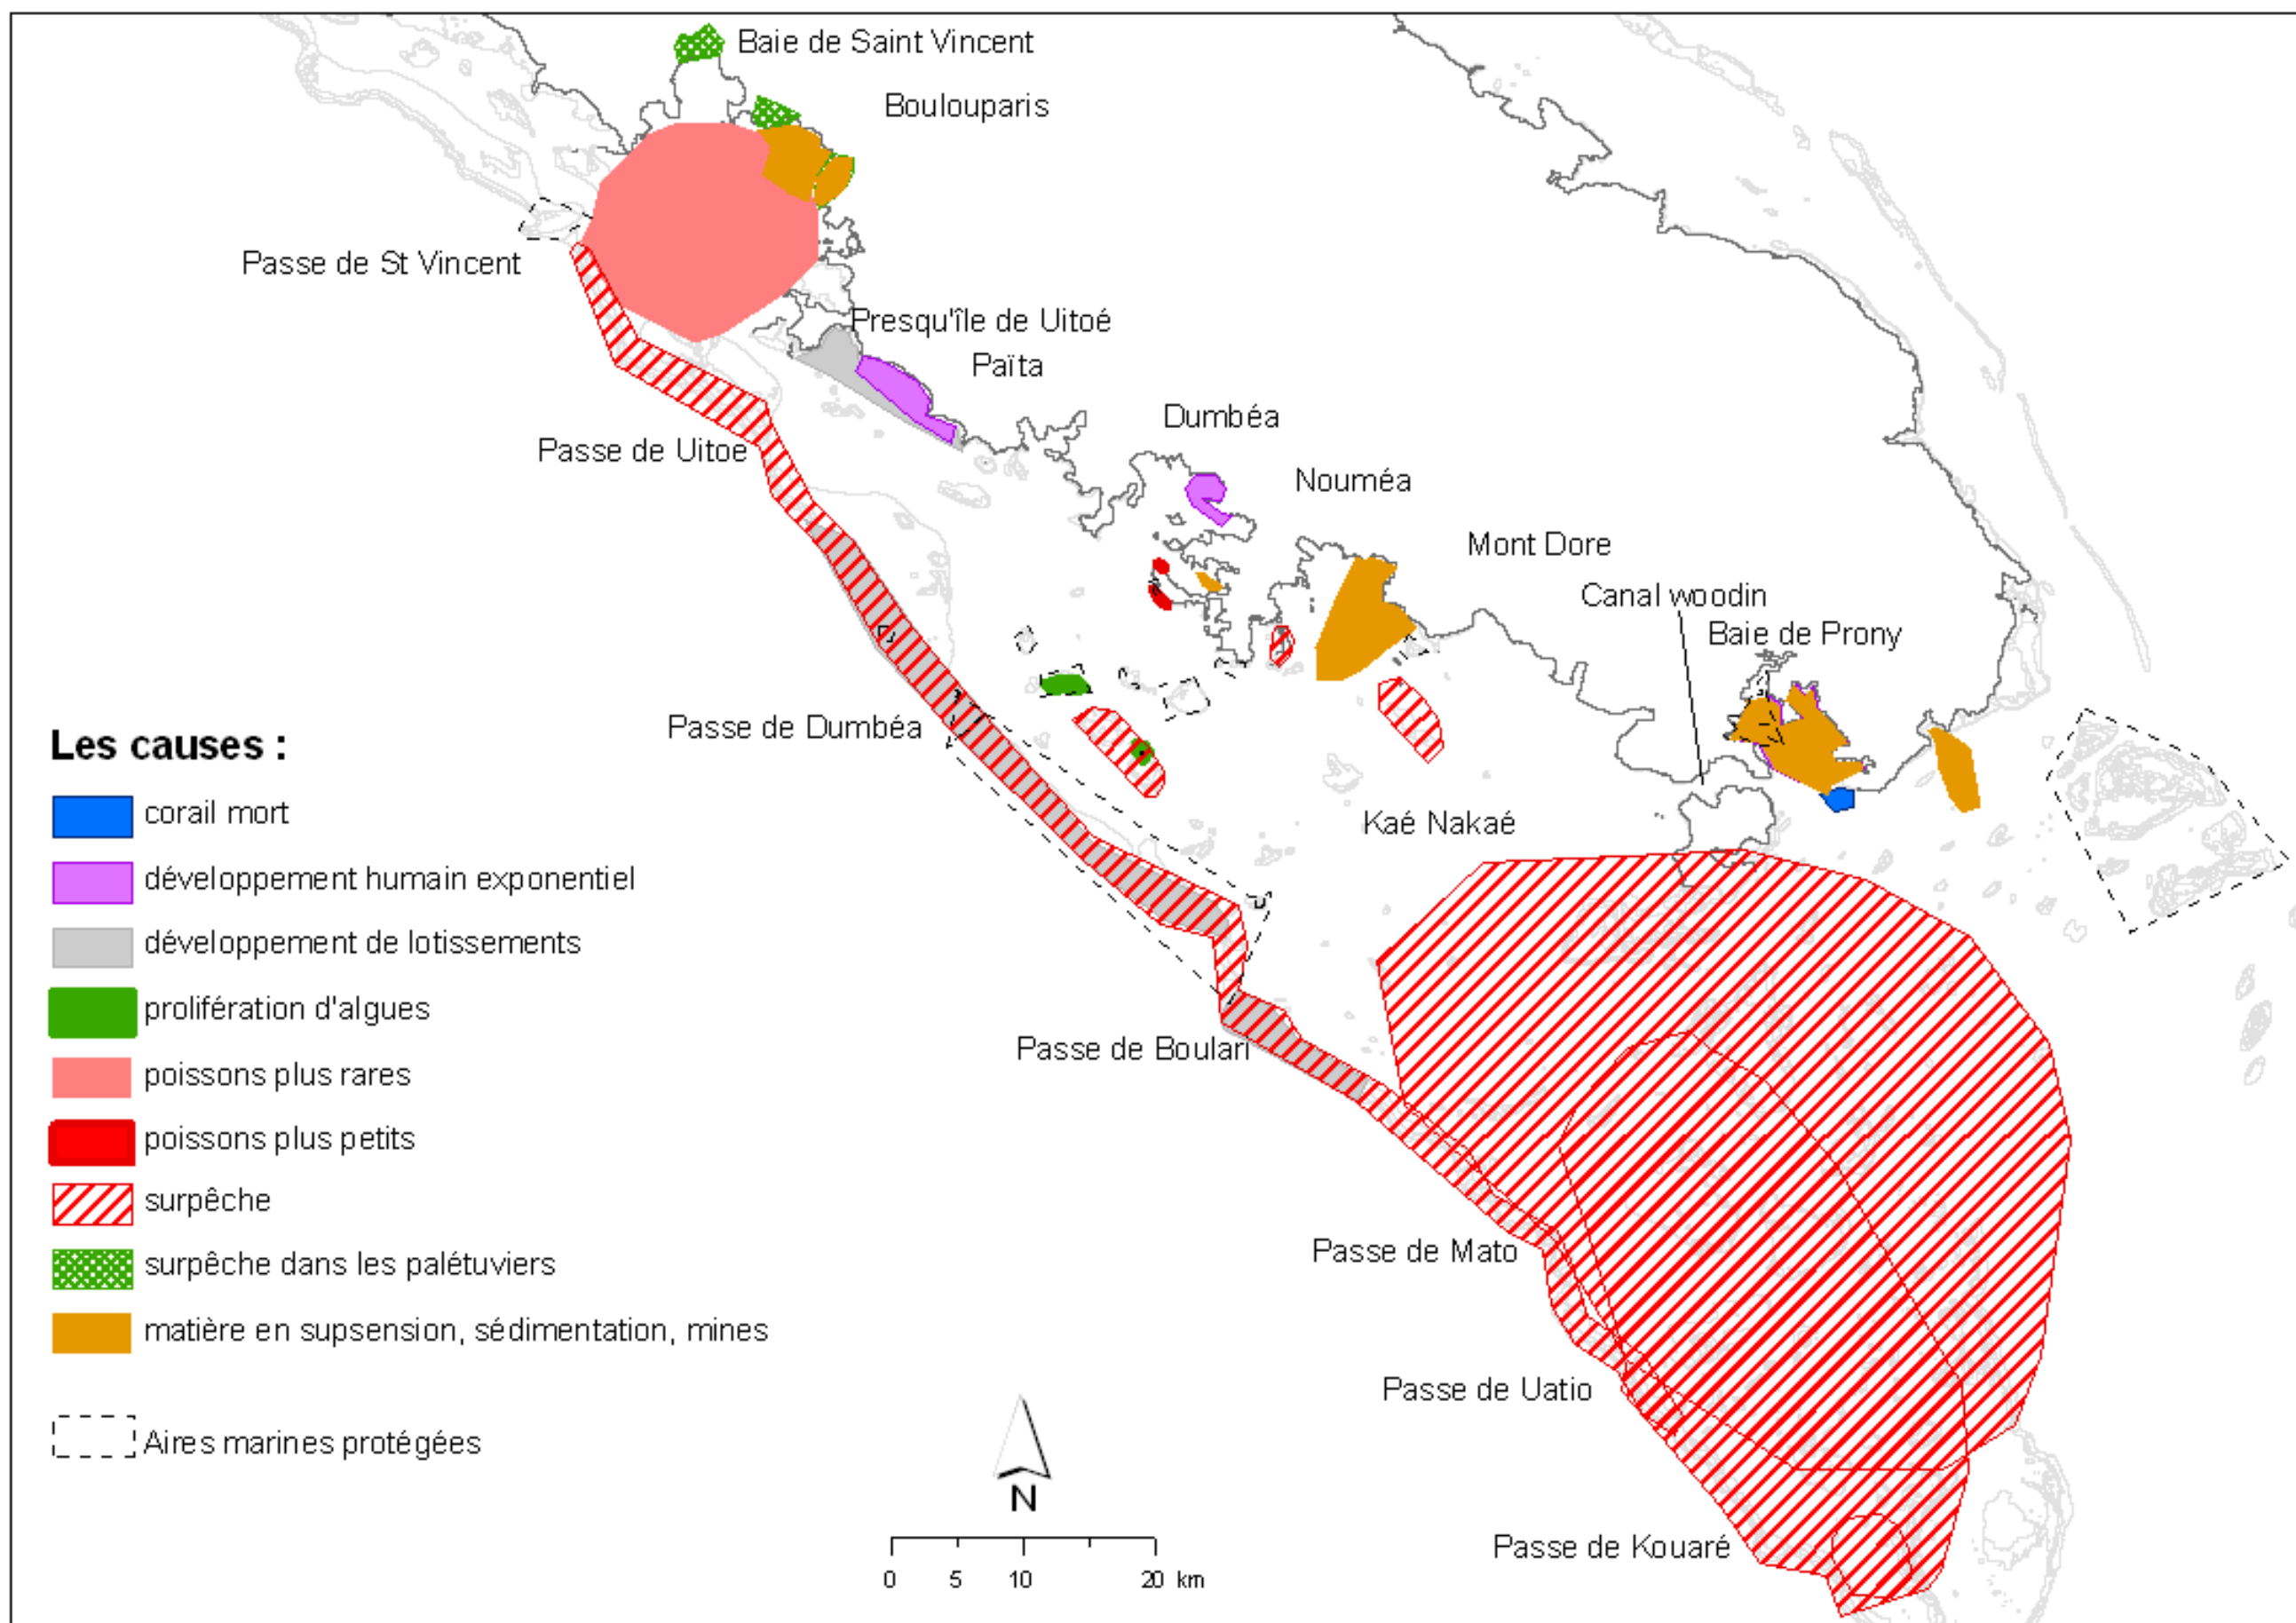 Baie de Saint Vincent
Boulouparis
Passe de St Vincent
Presqu'île de Uitoé
Païta
Dumbéa
Passe de Uitoe
Nouméa
Mont Dore
Canal woodin
Baie de Prony
Passe de Dumbéa
Kaé Nakaé
Passe de Boulari
Passe de Mato
Passe de Uatio
Passe de Kouaré
Les causes :
corail mort
développement humain exponentiel
développement de lotissements
prolifération d'algues
poissons plus rares
poissons plus petits
surpêche
surpêche dans les palétuviers
matière en supsension, sédimentation, mines
Aires marines protégées
N
0 5 10 20 km